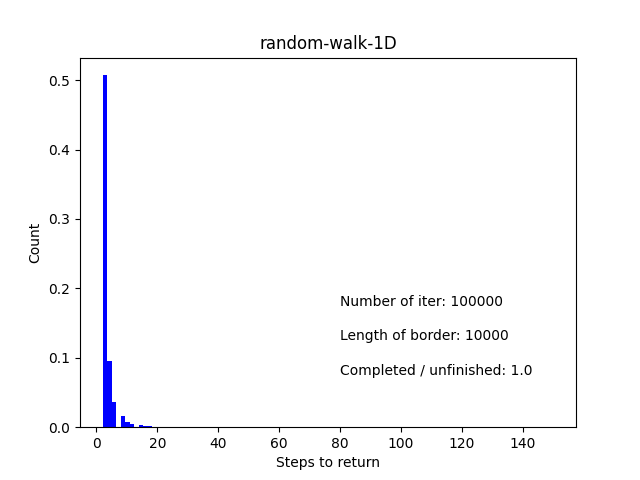 random-walk-1D
0.5
0.4
0.3
0.2
0.1
0.0
Count
Number of iter: 100000
Length of border: 10000
Completed / unfinished: 1.0
0 20 40 60 80 100 120 140
Steps to return